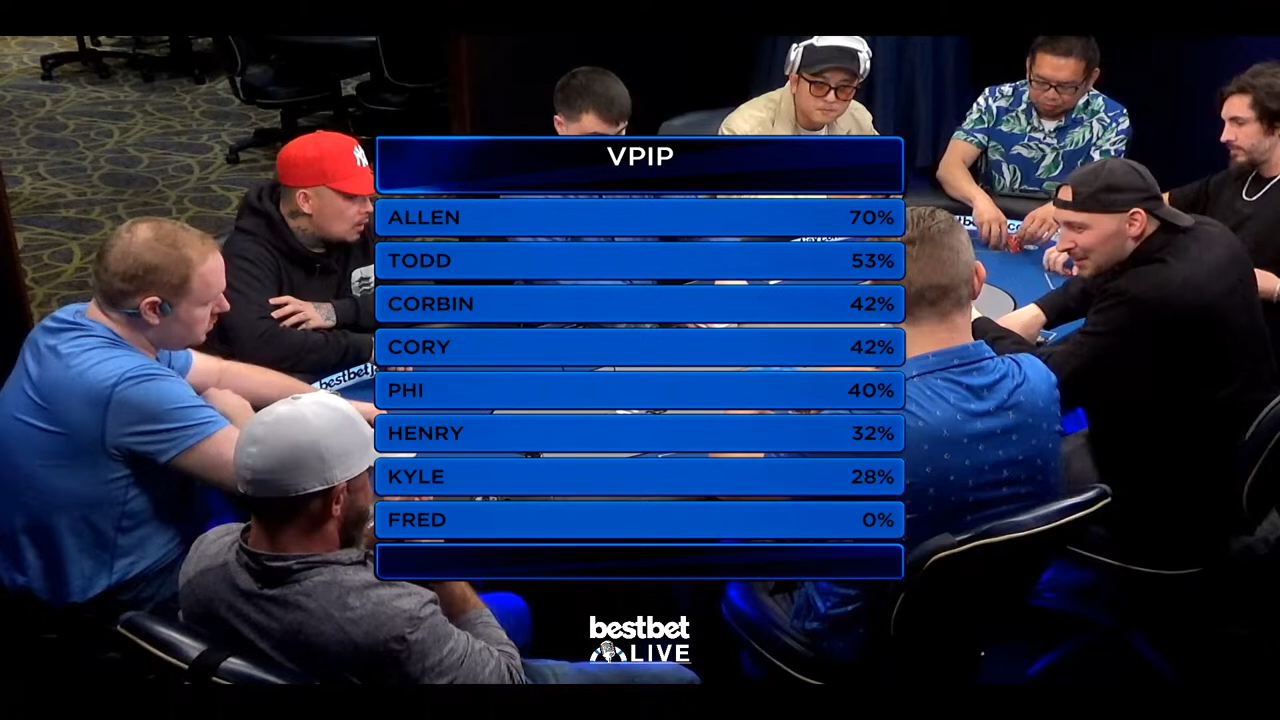 VPIP
ALLEN 70%
TODD 53%
CORBIN 42%
CORY 42%
PHI 40%
HENRY 32%
KYLE 28%
FRED 0%
bestbet
bestbet
LIVE